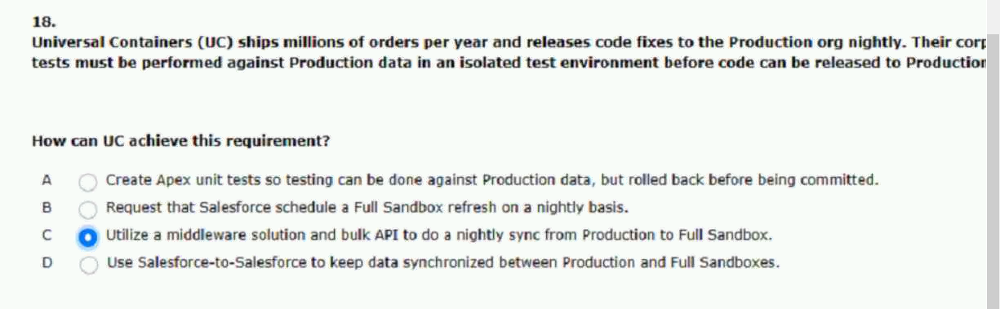 18.
Universal Containers (UC) ships millions of orders per year and releases code fixes to the Production org nightly. Their
tests must be performed against Production data in an isolated test environment before code can be released to Production
How can UC achieve this requirement?
A Create Apex unit tests so testing can be done against Production data, but rolled back before being committed.
B Request that Salesforce schedule a Full Sandbox refresh on a nightly basis.
C Utilize a middleware solution and bulk API to do a nightly sync from Production to Full Sandbox.
D Use Salesforce-to-Salesforce to keep data synchronized between Production and Full Sandboxes.